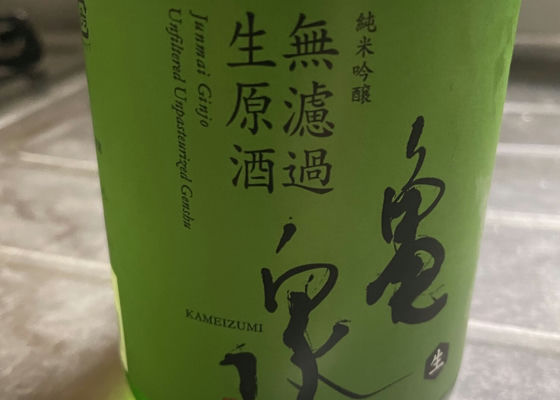 純米吟醸
無濾過
生原酒
Junmai Ginjo
Unfiltered Unpasteurized Genshu
亀泉
KAMEIZUMI
生